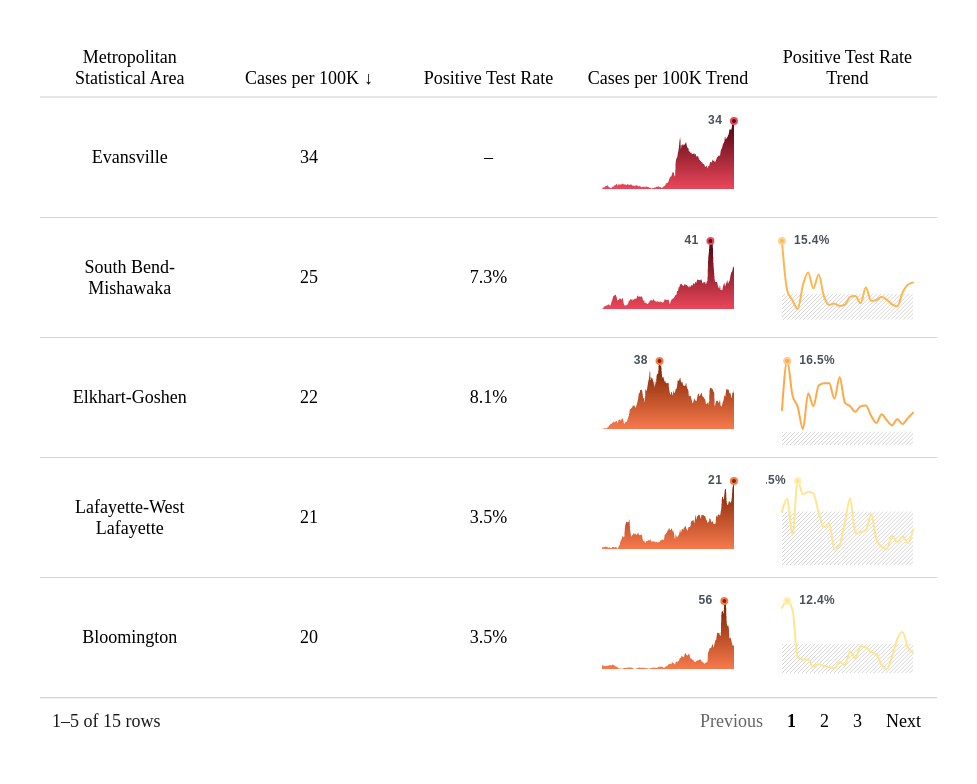 Metropolitan
Statistical Area
Cases per 100K ↓
Positive Test Rate
Cases per 100K Trend
Positive Test Rate
Trend
Evansville
34
–
34
South Bend-
Mishawaka
25
7.3%
41
15.4%
Elkhart-Goshen
22
8.1%
38
16.5%
Lafayette-West
Lafayette
21
3.5%
21
.5%
Bloomington
20
3.5%
56
12.4%
1–5 of 15 rows
Previous 1 2 3 Next